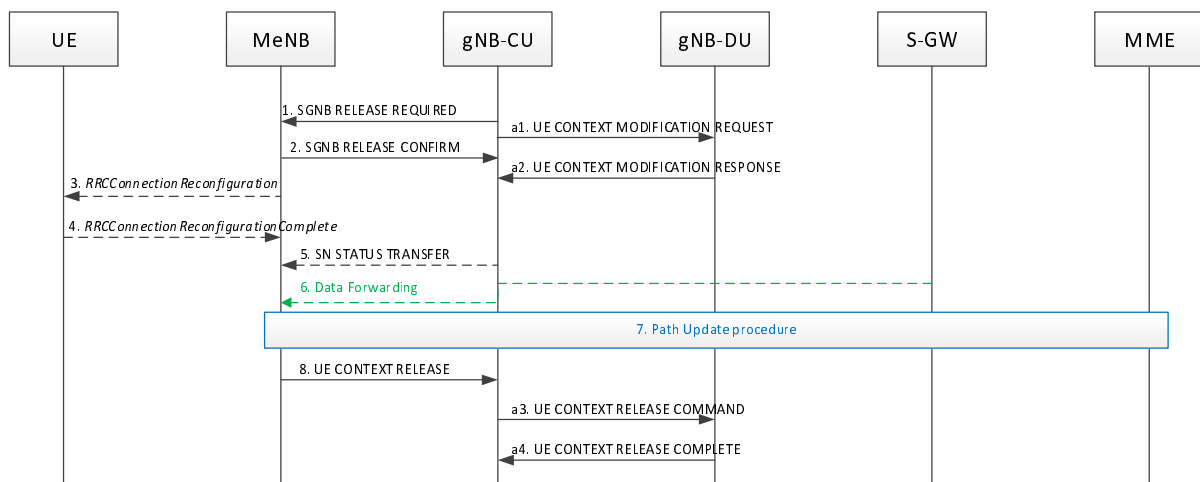 UE
MeNB
gNB-CU
gNB-DU
S-GW
MME
1. SGNB RELEASE REQUIRED
a1. UE CONTEXT MODIFICATION REQUEST
2. SGNB RELEASE CONFIRM
a2. UE CONTEXT MODIFICATION RESPONSE
3. RRCConnectionReconfiguration
4. RRCConnectionReconfigurationComplete
5. SN STATUS TRANSFER
6. Data Forwarding
7. Path Update procedure
8. UE CONTEXT RELEASE
a3. UE CONTEXT RELEASE COMMAND
a4. UE CONTEXT RELEASE COMPLETE